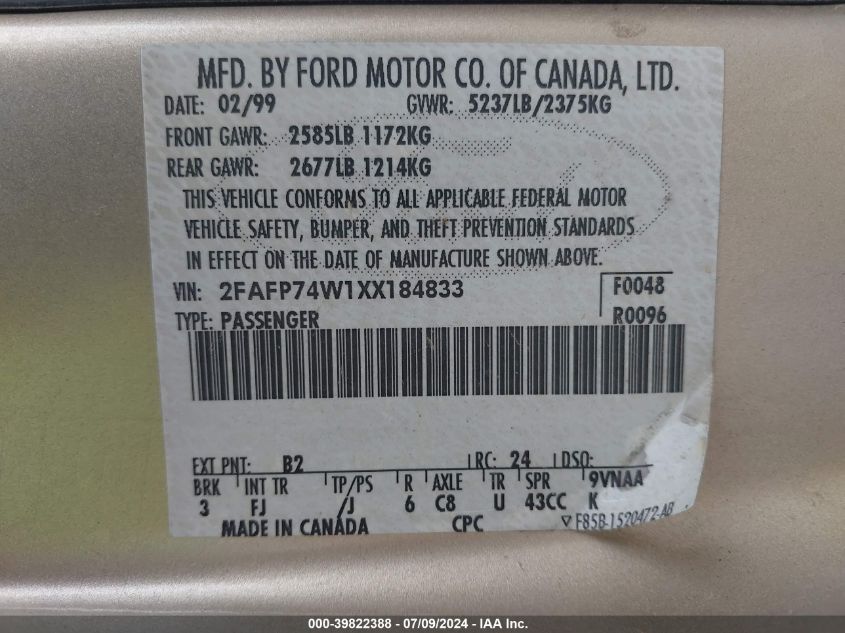 MFD. BY FORD MOTOR CO. OF CANADA, LTD.
DATE: 02/99 GVWR: 5237LB/2375KG
FRONT GAWR: 2585LB 1172KG
REAR GAWR: 2677LB 1214KG
THIS VEHICLE CONFORMS TO ALL APPLICABLE FEDERAL MOTOR
VEHICLE SAFETY, BUMPER, AND THEFT PREVENTION STANDARDS
IN EFFECT ON THE DATE OF MANUFACTURE SHOWN ABOVE.
VIN: 2FAFP74W1XX184833 F0048
TYPE: PASSENGER R0096
EXT PNT: B2 RC: 24 DSO:
BRK INT TR TP/PS R AXLE TR SPR 9VNAA
3 FJ /J 6 C8 U 43CC K
MADE IN CANADA CPC F85B-1520472-AB
000-39822388 - 07/09/2024 - IAA Inc.